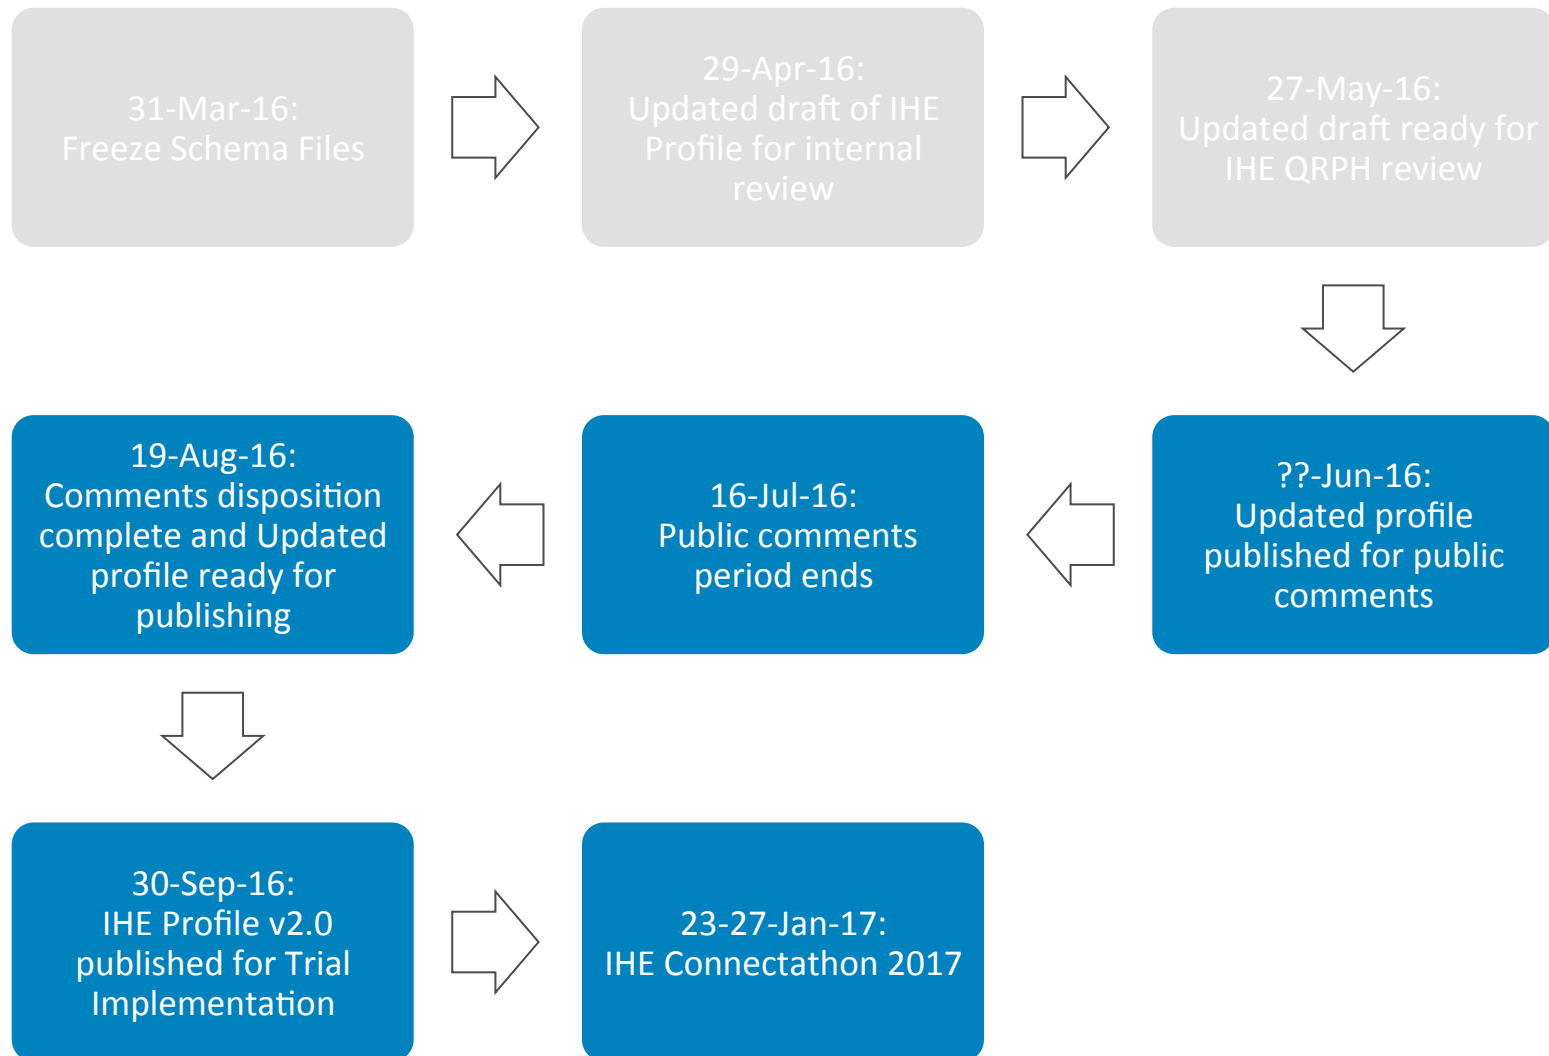 31-Mar-16:
Freeze Schema Files
29-Apr-16:
Updated draft of IHE
Profile for internal
review
27-May-16:
Updated draft ready for
IHE QRPH review
??-Jun-16:
Updated profile
published for public
comments
16-Jul-16:
Public comments
period ends
19-Aug-16:
Comments disposition
complete and Updated
profile ready for
publishing
30-Sep-16:
IHE Profile v2.0
published for Trial
Implementation
23-27-Jan-17:
IHE Connectathon 2017